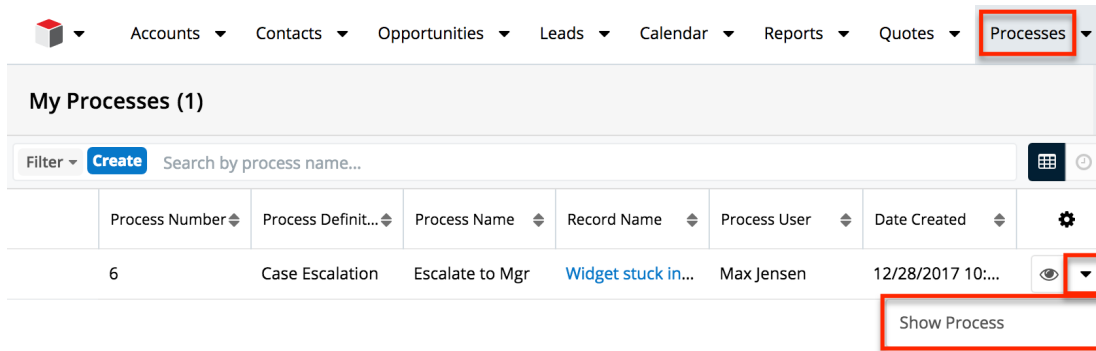 Accounts Contacts Opportunities Leads Calendar Reports Quotes Processes
My Processes (1)
Filter Create Search by process name...
Process Number Process Definit... Process Name Record Name Process User Date Created
6 Case Escalation Escalate to Mgr Widget stuck in... Max Jensen 12/28/2017 10:...
Show Process